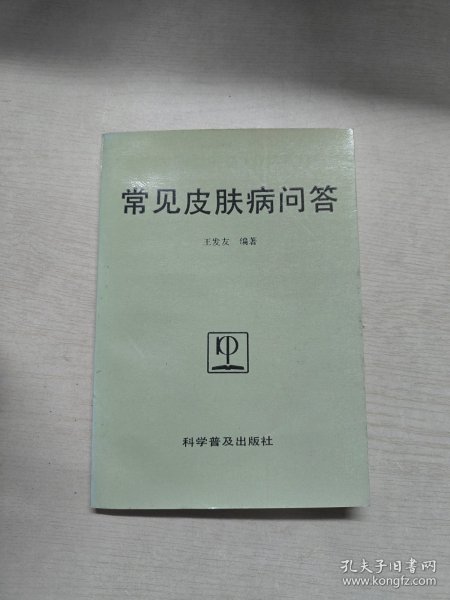 常见皮肤病问答
王发友 编著
科学普及出版社
孔夫子旧书网
www.kongfz.com